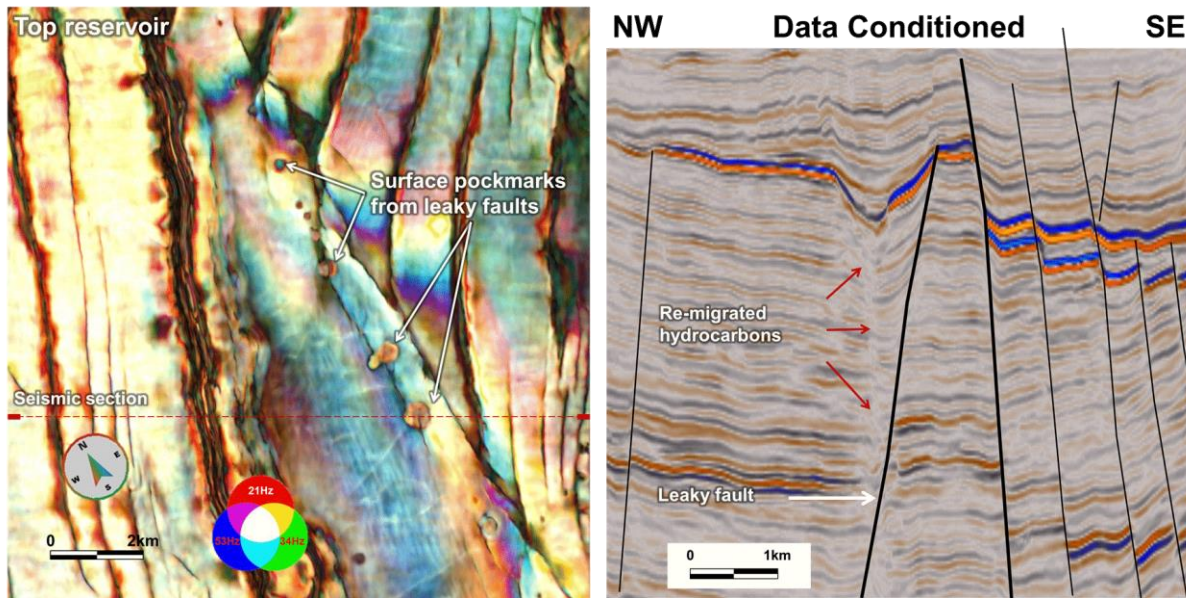 Top reservoir
Surface pockmarks
from leaky faults
Seismic section
N
E
W
S
0 2km
21Hz
53Hz 34Hz
NW Data Conditioned SE
Re-migrated
hydrocarbons
Leaky fault
0 1km